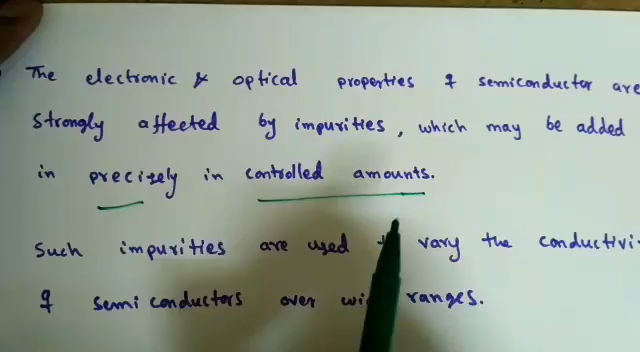 The electronic & optical properties of semiconductor are
strongly affected by impurities, which may be added
in precisely in controlled amounts.
Such impurities are used vary the
of semiconductors over ranges.